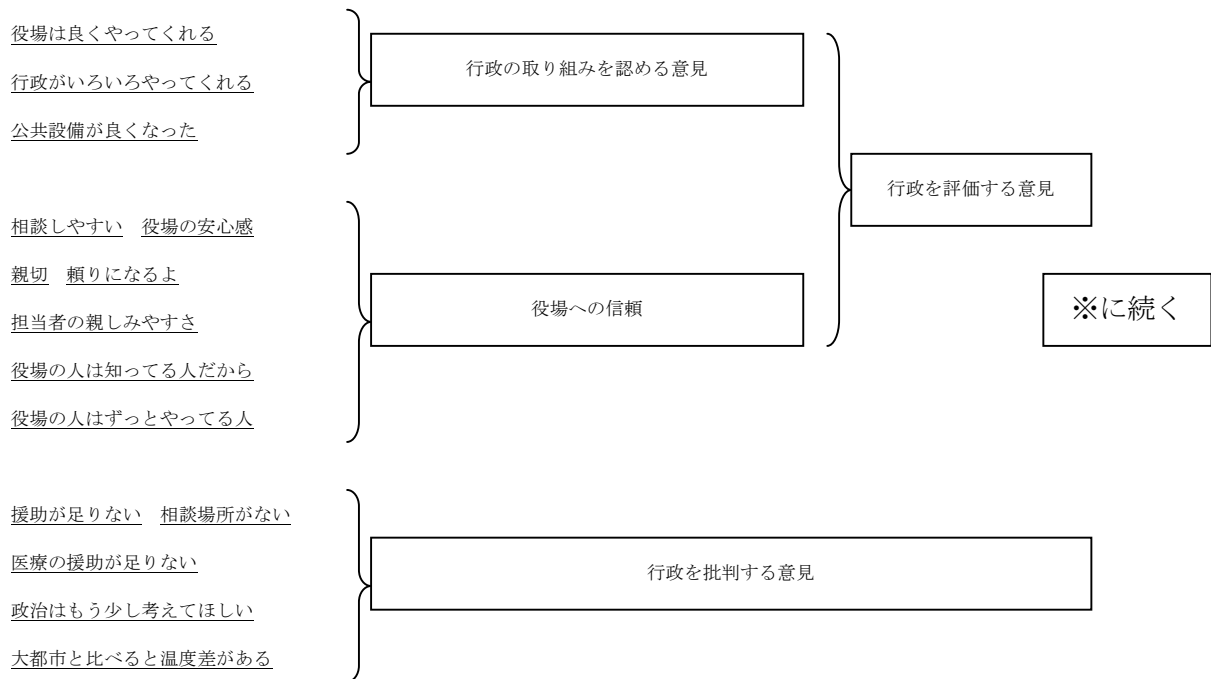 役場は良くやってくれる
行政がいろいろやってくれる
公共設備が良くなった
行政の取り組みを認める意見
相談しやすい　役場の安心感
親切　頼りになるよ
担当者の親しみやすさ
役場の人は知ってる人だから
役場の人はずっとやってる人
役場への信頼
行政を評価する意見
※に続く
援助が足りない　相談場所がない
医療の援助が足りない
政治はもう少し考えてほしい
大都市と比べると温度差がある
行政を批判する意見